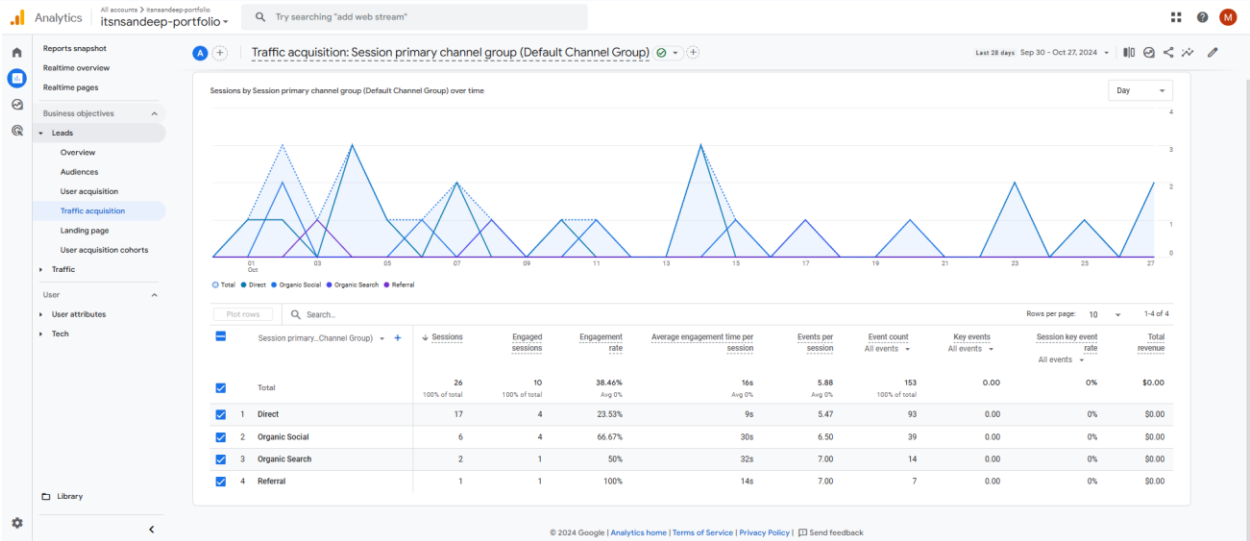 Analytics
All accounts > itsnsandeep-portfolio
itsnsandeep-portfolio
Try searching "add web stream"
M
Reports snapshot
Realtime overview
Realtime pages
Business objectives
Leads
Overview
Audiences
User acquisition
Traffic acquisition
Landing page
User acquisition cohorts
Traffic
User
User attributes
Tech
Library
A
Traffic acquisition: Session primary channel group (Default Channel Group)
Last 28 days Sep 30 - Oct 27, 2024
Sessions by Session primary channel group (Default Channel Group) over time
Day
4
3
2
1
0
01 03 05 07 09 11 13 15 17 19 21 23 25 27
Oct
Total Direct Organic Social Organic Search Referral
Plot rows Search... Rows per page: 10 1-4 of 4
Session primary...Channel Group) + Sessions Engaged Engagement Average engagement time per Events per Event count Key events Session key event Total
sessions rate session session All events All events rate revenue
All events
Total 26 10 38.46% 16s 5.88 153 0.00 0% $0.00
100% of total 100% of total Avg 0% Avg 0% Avg 0% 100% of total
1 Direct 17 4 23.53% 9s 5.47 93 0.00 0% $0.00
2 Organic Social 6 4 66.67% 30s 6.50 39 0.00 0% $0.00
3 Organic Search 2 1 50% 32s 7.00 14 0.00 0% $0.00
4 Referral 1 1 100% 14s 7.00 7 0.00 0% $0.00
© 2024 Google | Analytics home | Terms of Service | Privacy Policy | Send feedback